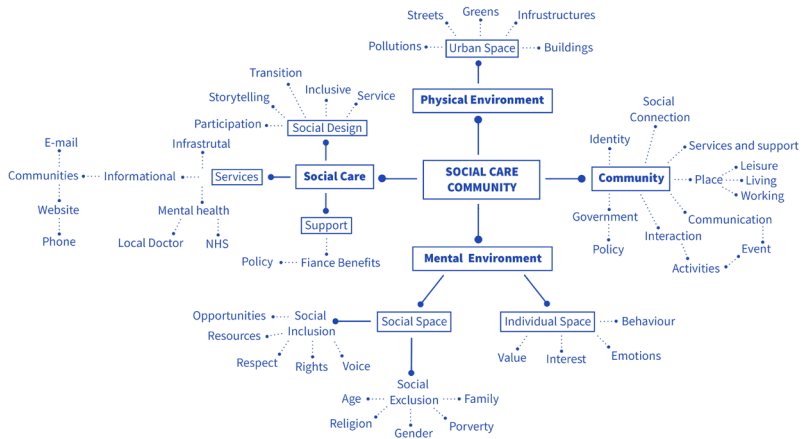 Streets
Greens
Infrustructures
Pollutions
Urban Space
Buildings
Physical Environment
Transition
Storytelling
Inclusive
Service
Participation
Social Design
E-mail
Infrastrutal
Communities
Informational
Services
Social Care
Website
Mental health
Phone
Local Doctor
NHS
Support
Policy
Fiance Benefits
SOCIAL CARE
COMMUNITY
Social
Connection
Identity
Services and support
Community
Place
Leisure
Living
Working
Government
Communication
Policy
Interaction
Event
Activities
Mental Environment
Opportunities
Social
Inclusion
Resources
Respect
Rights
Voice
Social Space
Individual Space
Behaviour
Value
Interest
Emotions
Social
Exclusion
Age
Family
Religion
Gender
Porverty